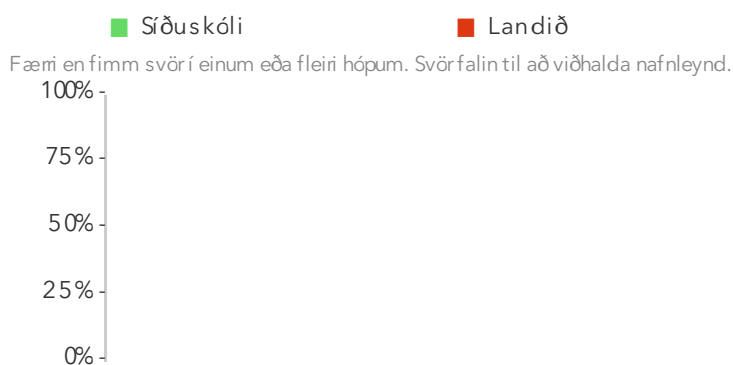 Síðuskóli Landið
Færri en fimm svör í einum eða fleiri hópum. Svör falin til að viðhalda nafnleynd.
100%
75%
50%
25%
0%